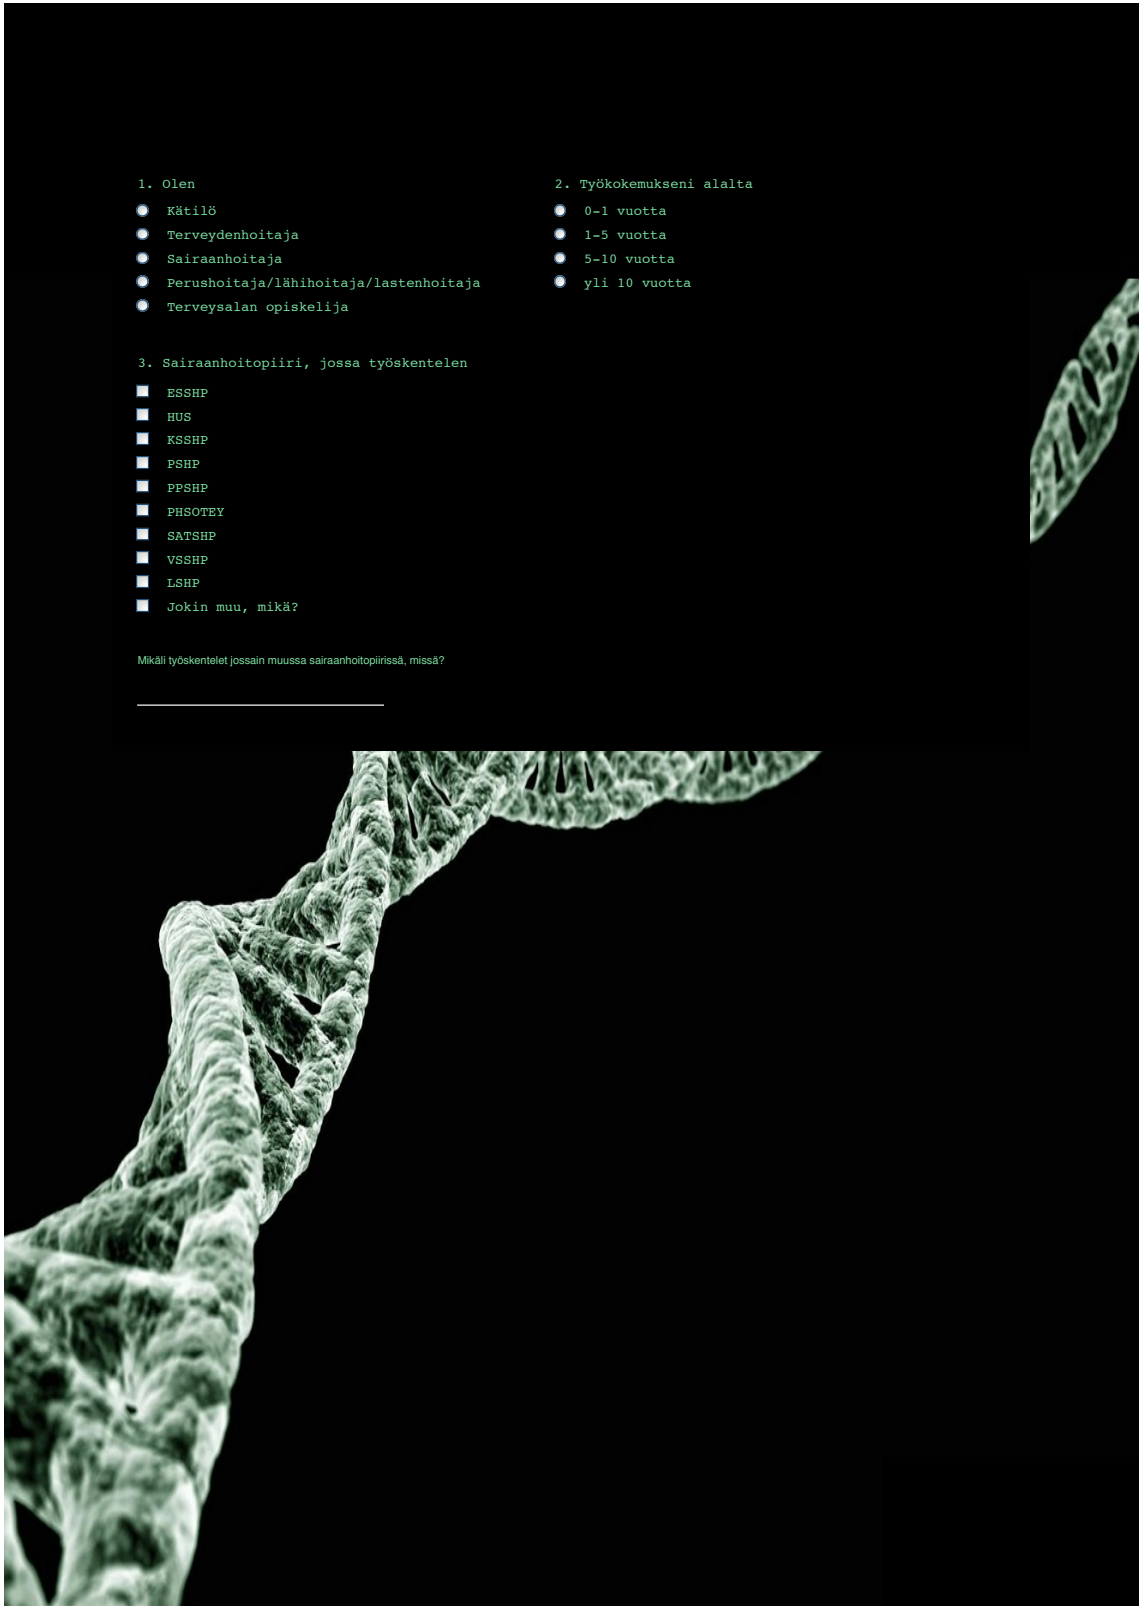 1. Olen
Kätilö
Terveydenhoitaja
Sairaanhoitaja
Perushoitaja/lähihoitaja/lastenhoitaja
Terveysalan opiskelija
2. Työkokemukseni alalta
0-1 vuotta
1-5 vuotta
5-10 vuotta
yli 10 vuotta
3. Sairaanhoitopiiri, jossa työskentelen
ESSHP
HUS
KSSHP
PSHP
PPSHP
PHSOTEY
SATSHP
VSSHP
LSHP
Jokin muu, mikä?
Mikäli työskentelet jossain muussa sairaanhoitopiirissä, missä?